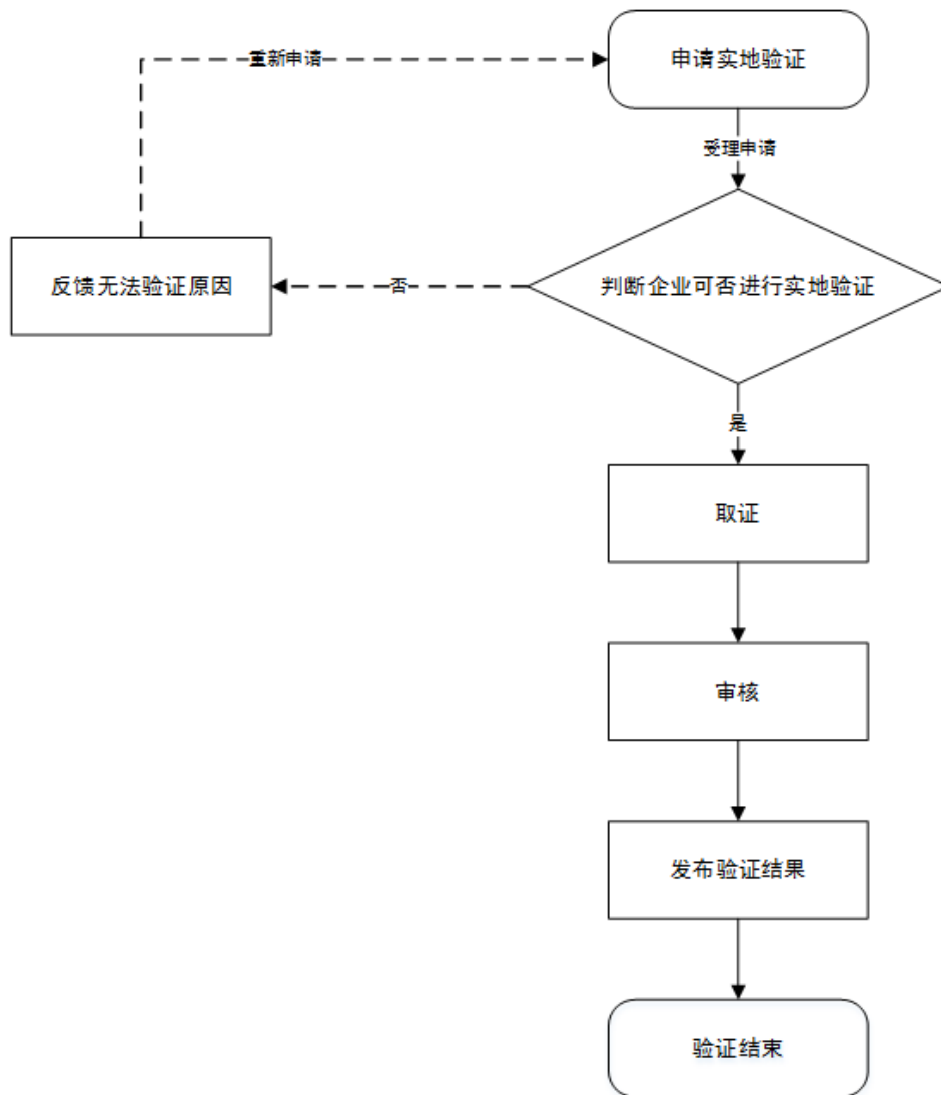 重新申请
申请实地验证
受理申请
反馈无法验证原因
否
判断企业可否进行实地验证
是
取证
审核
发布验证结果
验证结束